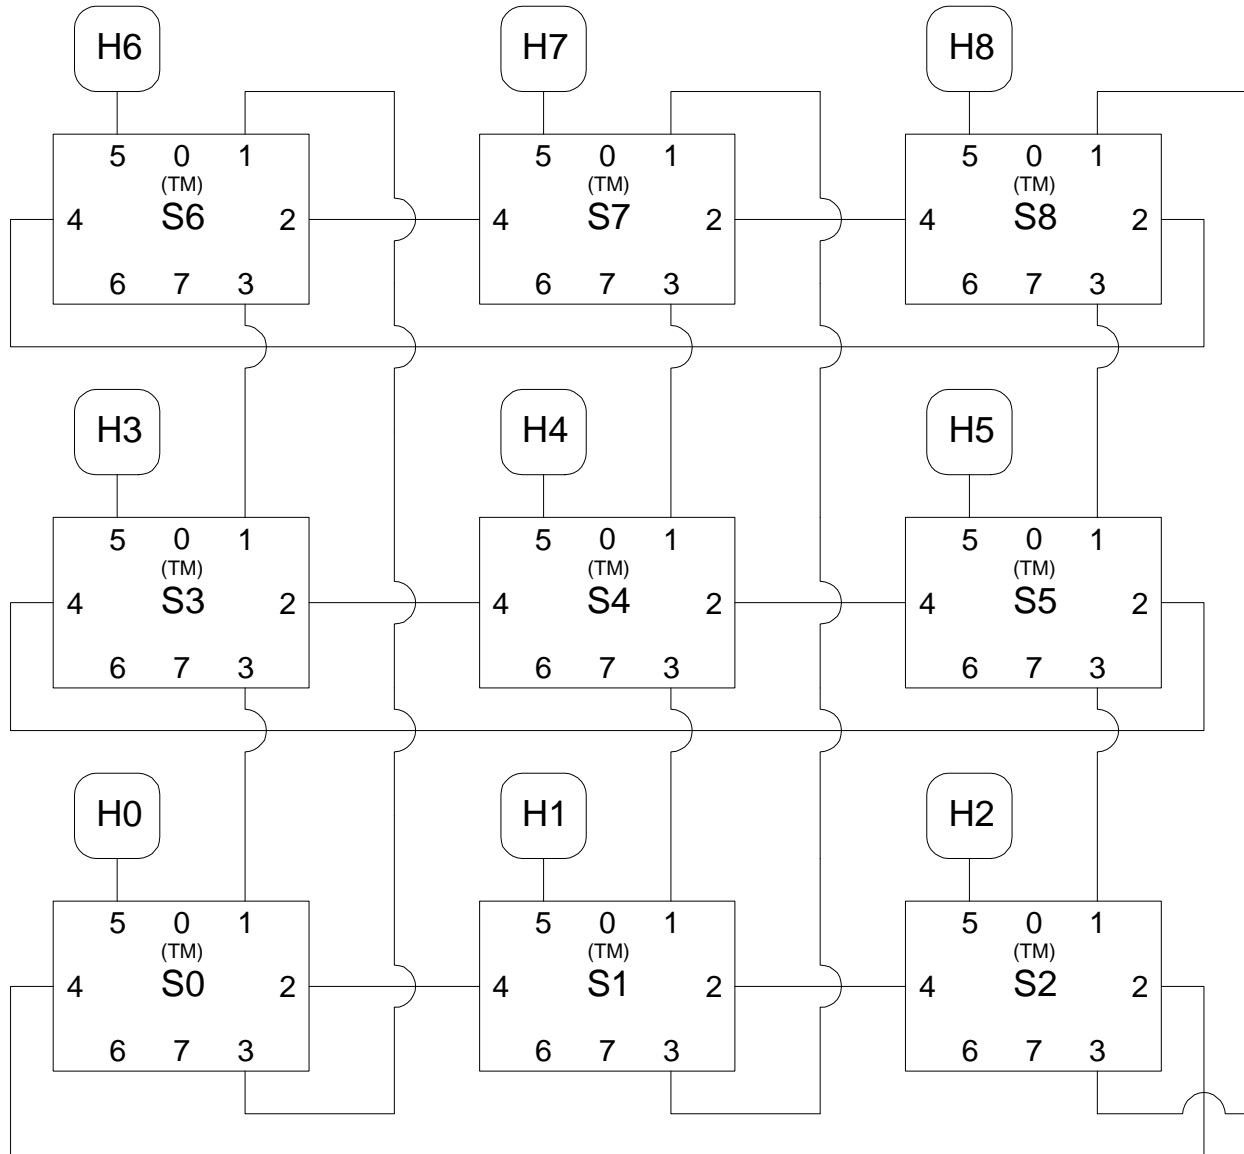 H6 H7 H8
5 0 1 5 0 1 5 0 1
(TM) (TM) (TM)
4 S6 2 4 S7 2 4 S8 2
6 7 3 6 7 3 6 7 3
H3 H4 H5
5 0 1 5 0 1 5 0 1
(TM) (TM) (TM)
4 S3 2 4 S4 2 4 S5 2
6 7 3 6 7 3 6 7 3
H0 H1 H2
5 0 1 5 0 1 5 0 1
(TM) (TM) (TM)
4 S0 2 4 S1 2 4 S2 2
6 7 3 6 7 3 6 7 3